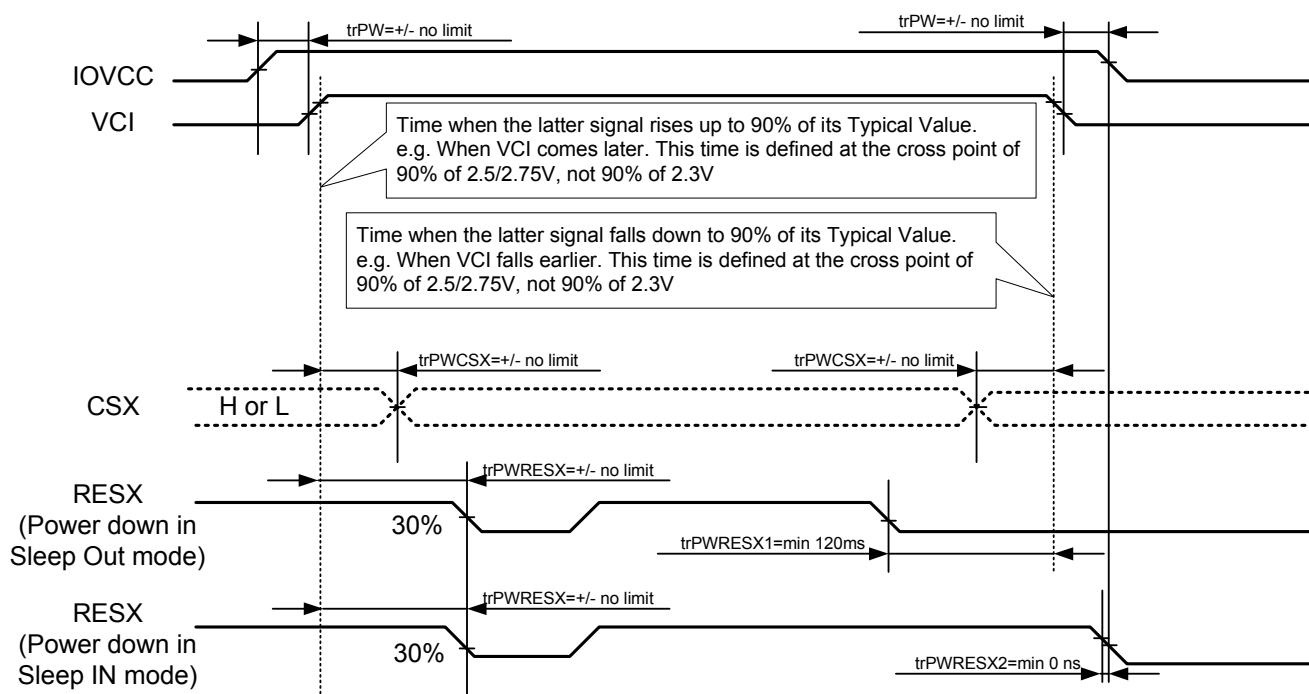 trPW=+/- no limit
trPW=+/- no limit
IOVCC
VCI
Time when the latter signal rises up to 90% of its Typical Value.
e.g. When VCI comes later. This time is defined at the cross point of
90% of 2.5/2.75V, not 90% of 2.3V
Time when the latter signal falls down to 90% of its Typical Value.
e.g. When VCI falls earlier. This time is defined at the cross point of
90% of 2.5/2.75V, not 90% of 2.3V
trPWCSX=+/- no limit
trPWCSX=+/- no limit
CSX
H or L
trPWRESX=+/- no limit
RESX
(Power down in
Sleep Out mode)
30%
trPWRESX1=min 120ms
trPWRESX=+/- no limit
RESX
(Power down in
Sleep IN mode)
30%
trPWRESX2=min 0 ns